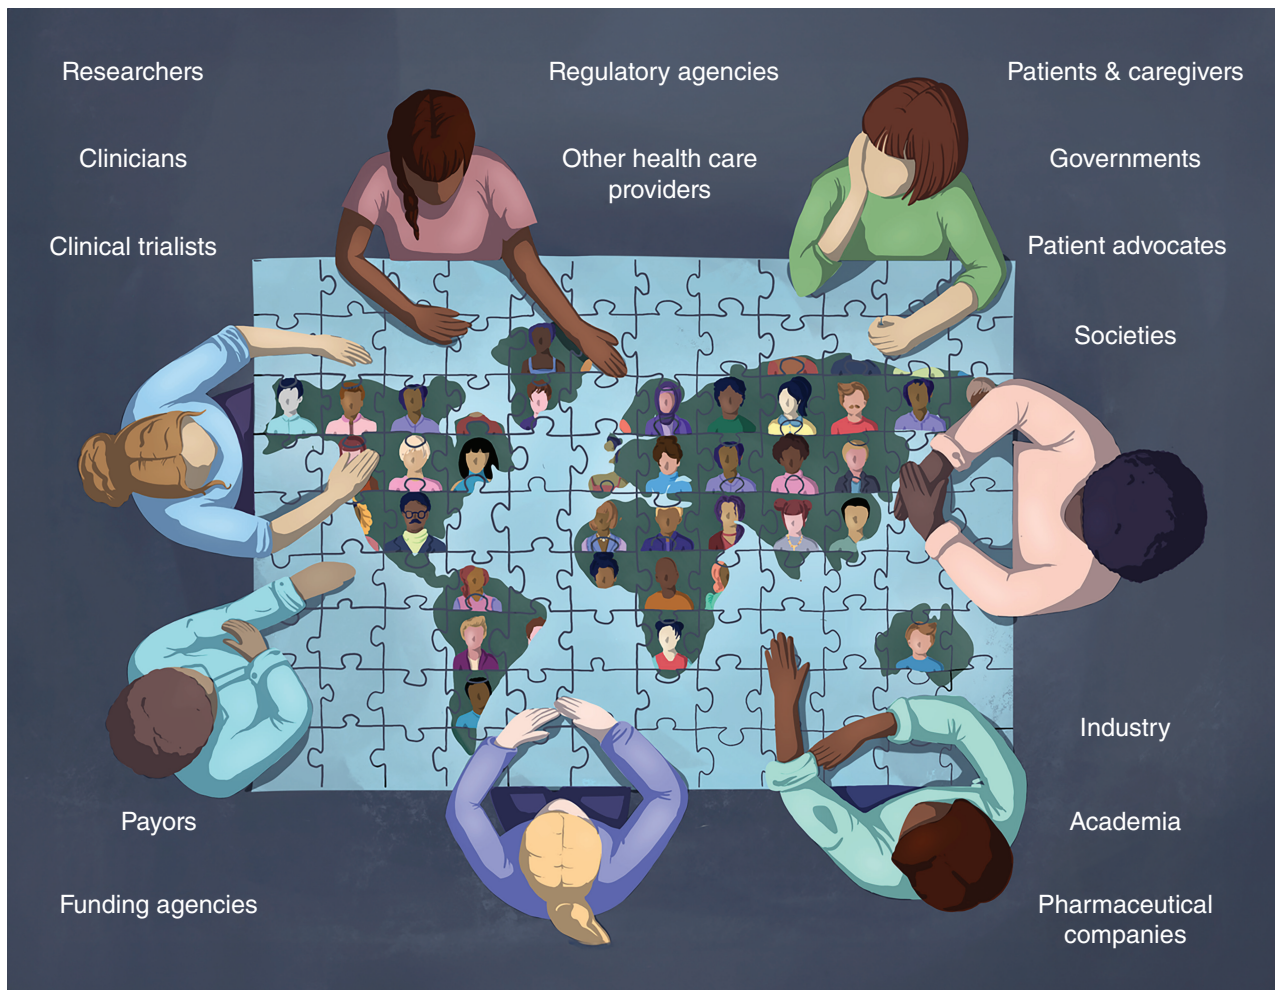 Researchers
Regulatory agencies
Patients & caregivers
Clinicians
Other health care
providers
Governments
Clinical trialists
Patient advocates
Societies
Industry
Payors
Academia
Funding agencies
Pharmaceutical
companies